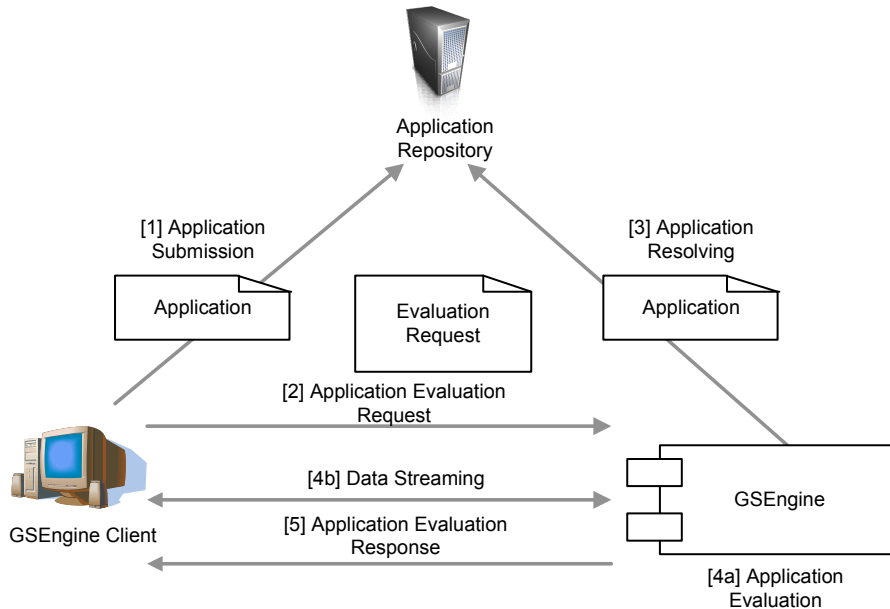 Application
Repository
[1] Application
Submission
[3] Application
Resolving
Application
Evaluation
Request
Application
[2] Application Evaluation
Request
[4b] Data Streaming
GSEngine
GSEngine Client
[5] Application Evaluation
Response
[4a] Application
Evaluation